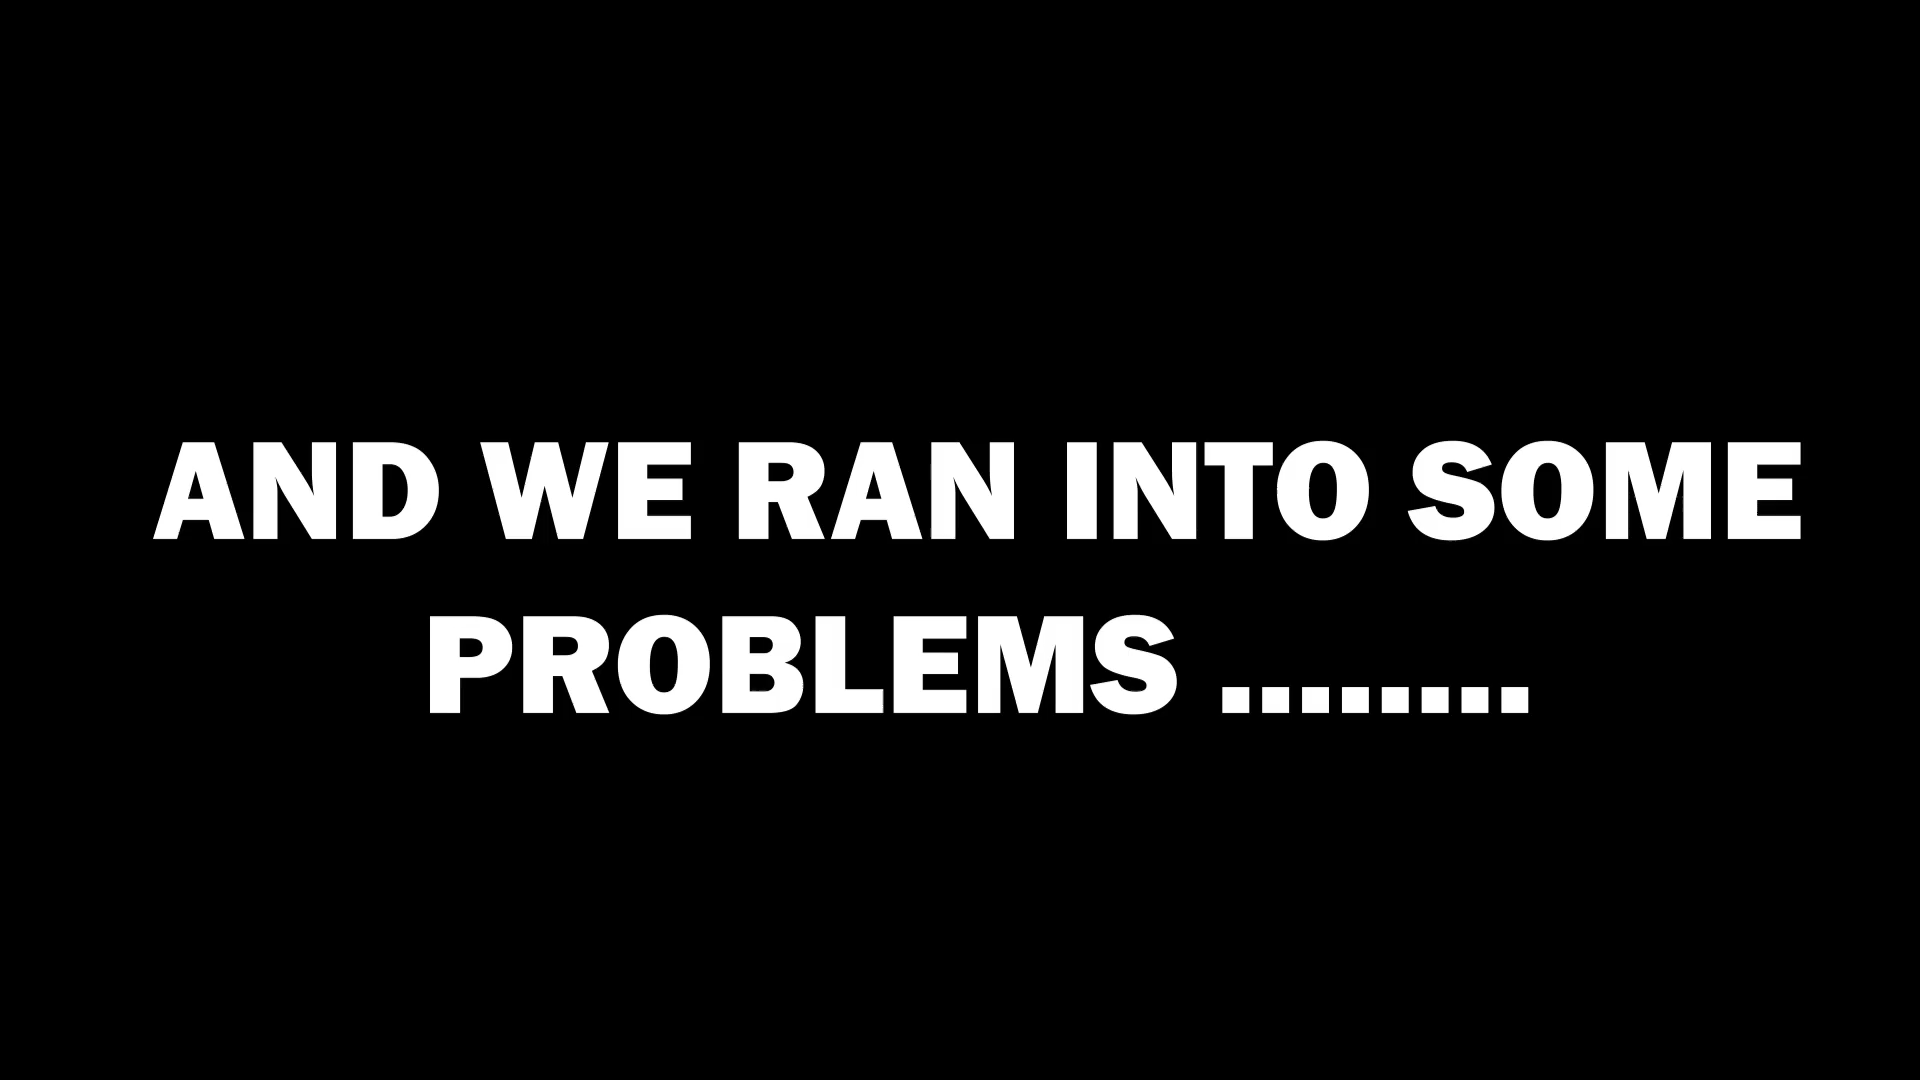 AND WE RAN INTO SOME
PROBLEMS ........